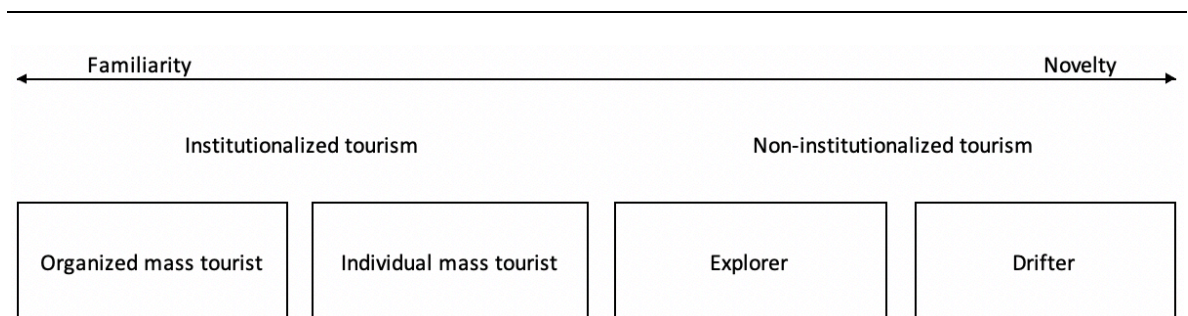 Familiarity Novelty
Institutionalized tourism Non-institutionalized tourism
Organized mass tourist Individual mass tourist Explorer Drifter